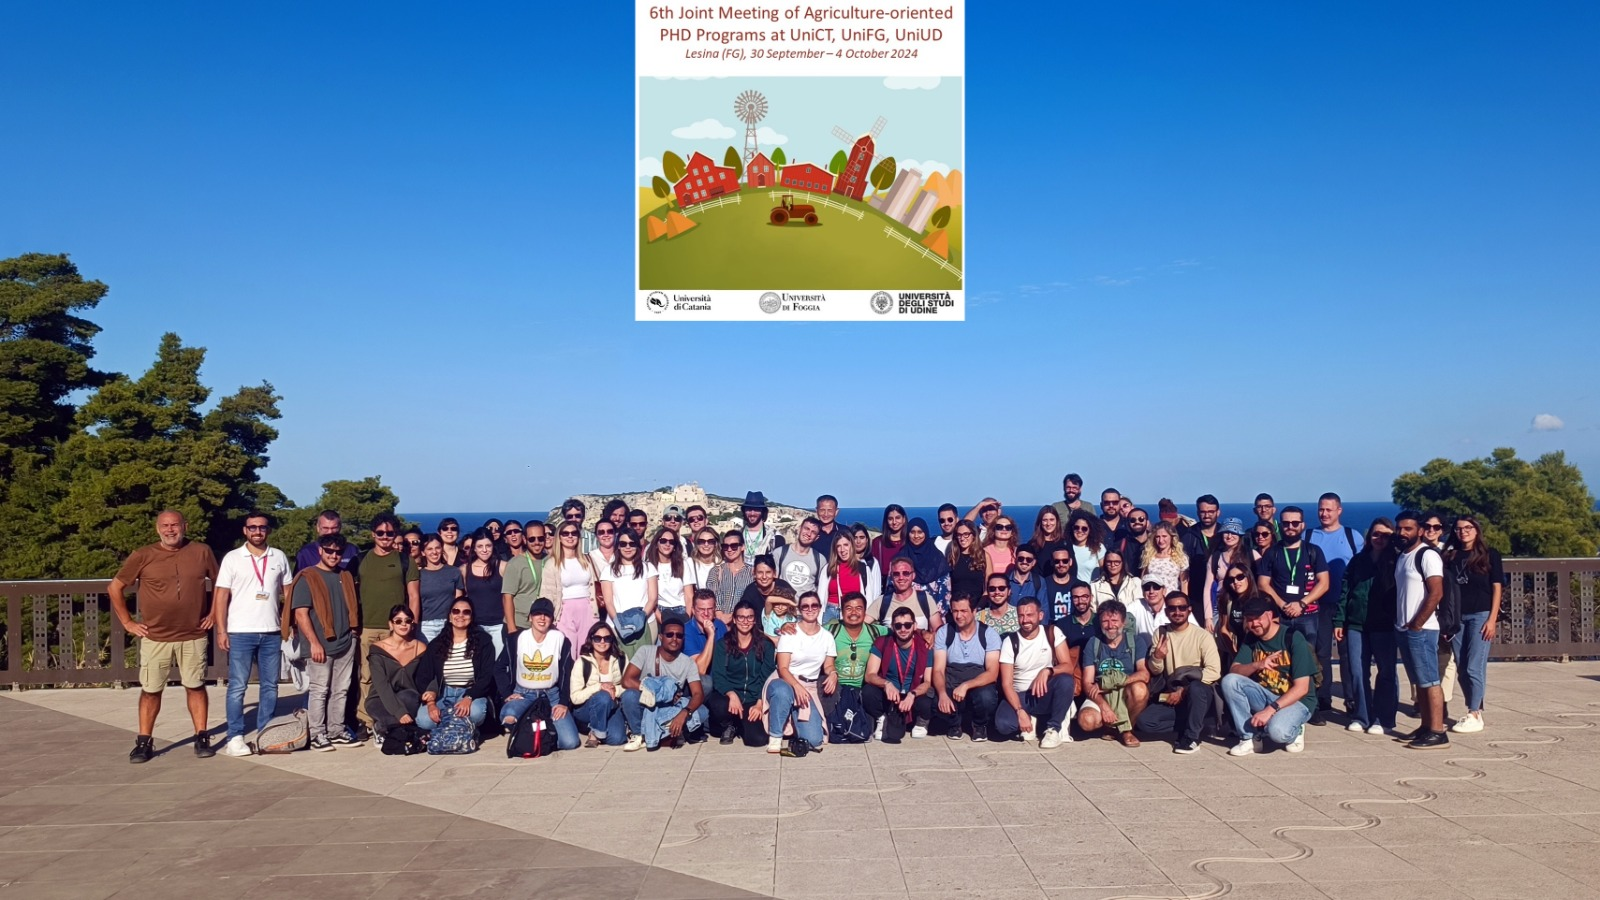 6th Joint Meeting of Agriculture-oriented
PHD Programs at UniCT, UniFG, UniUD
Lesina (FG), 30 September – 4 October 2024
Università
di Catania
UNIVERSITÀ
DI FOGGIA
UNIVERSITÀ
DEGLI STUDI
DI UDINE
adidas